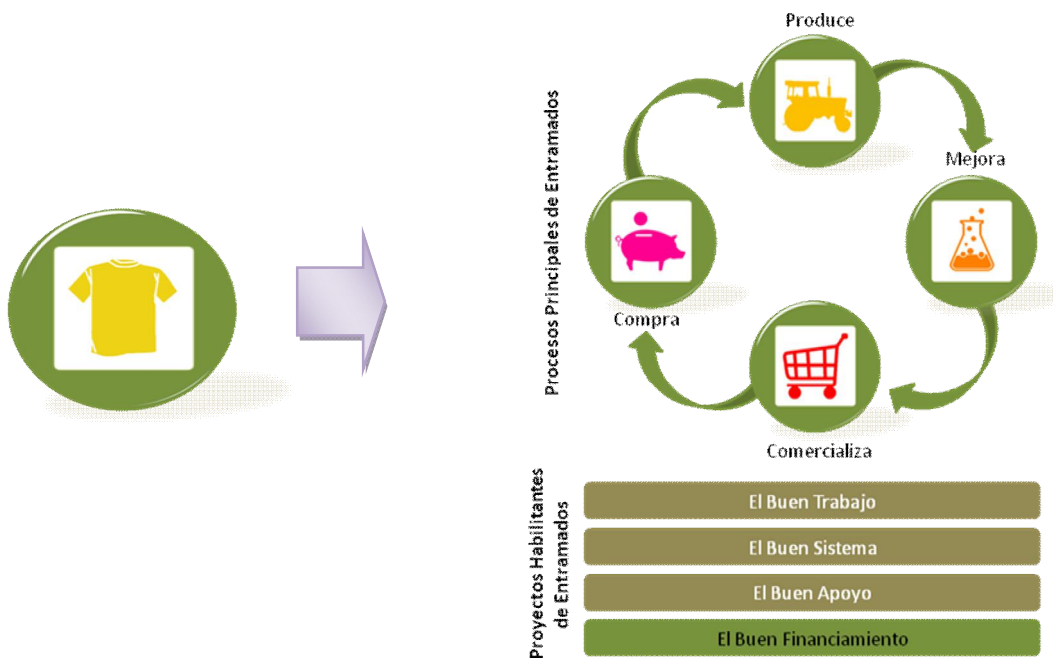 Produce
Mejora
Compra
Comercializa
Procesos Principales de Entramados
Proyectos Habilitantes
de Entramados
El Buen Trabajo
El Buen Sistema
El Buen Apoyo
El Buen Financiamiento